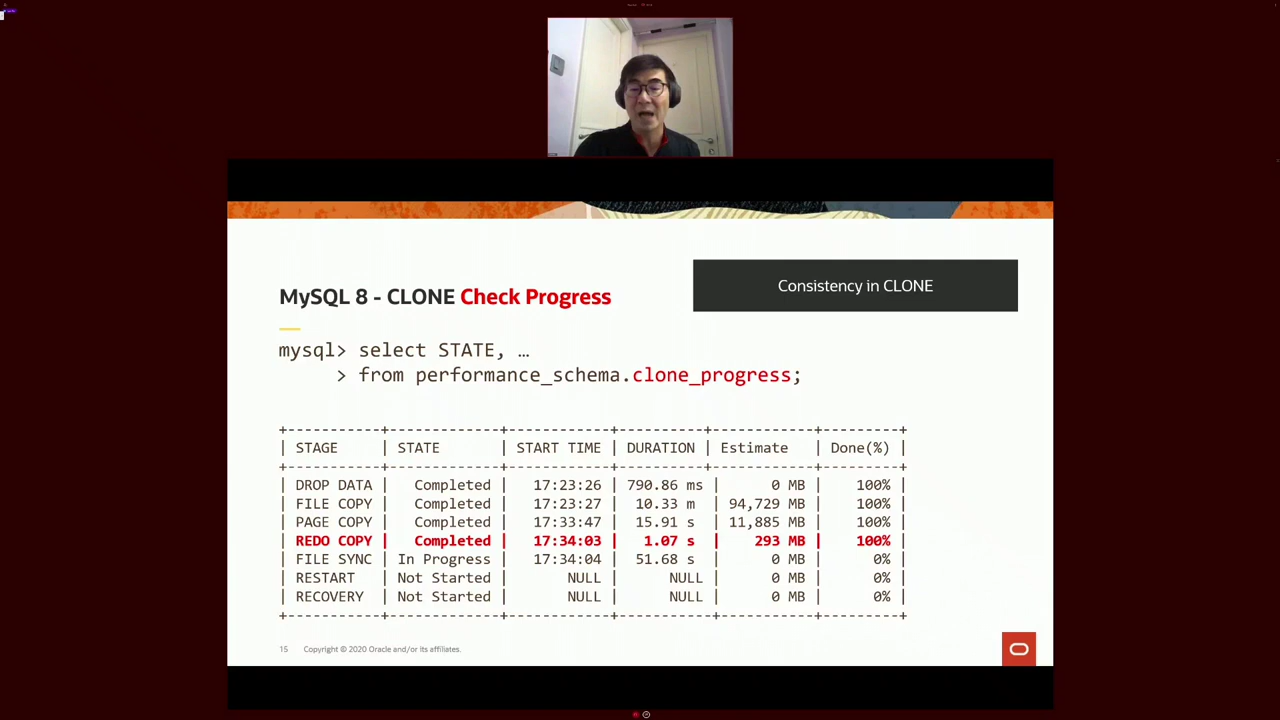 Consistency in CLONE
MySQL 8 - CLONE Check Progress
mysql> select STATE, …
> from performance_schema.clone_progress;
+-----------+-----------+-----------+---------+----------+---------+
| STAGE | STATE | START TIME | DURATION | Estimate | Done(%) |
+-----------+-----------+-----------+---------+----------+---------+
| DROP DATA | Completed | 17:23:26 | 790.86 ms | 0 MB | 100% |
| FILE COPY | Completed | 17:23:27 | 10.33 m | 94,729 MB | 100% |
| PAGE COPY | Completed | 17:33:47 | 15.91 s | 11,885 MB | 100% |
| REDO COPY | Completed | 17:34:03 | 1.07 s | 293 MB | 100% |
| FILE SYNC | In Progress | 17:34:04 | 51.68 s | 0 MB | 0% |
| RESTART | Not Started | NULL | NULL | 0 MB | 0% |
| RECOVERY | Not Started | NULL | NULL | 0 MB | 0% |
+-----------+-----------+-----------+---------+----------+---------+
15 Copyright © 2020 Oracle and/or its affiliates.